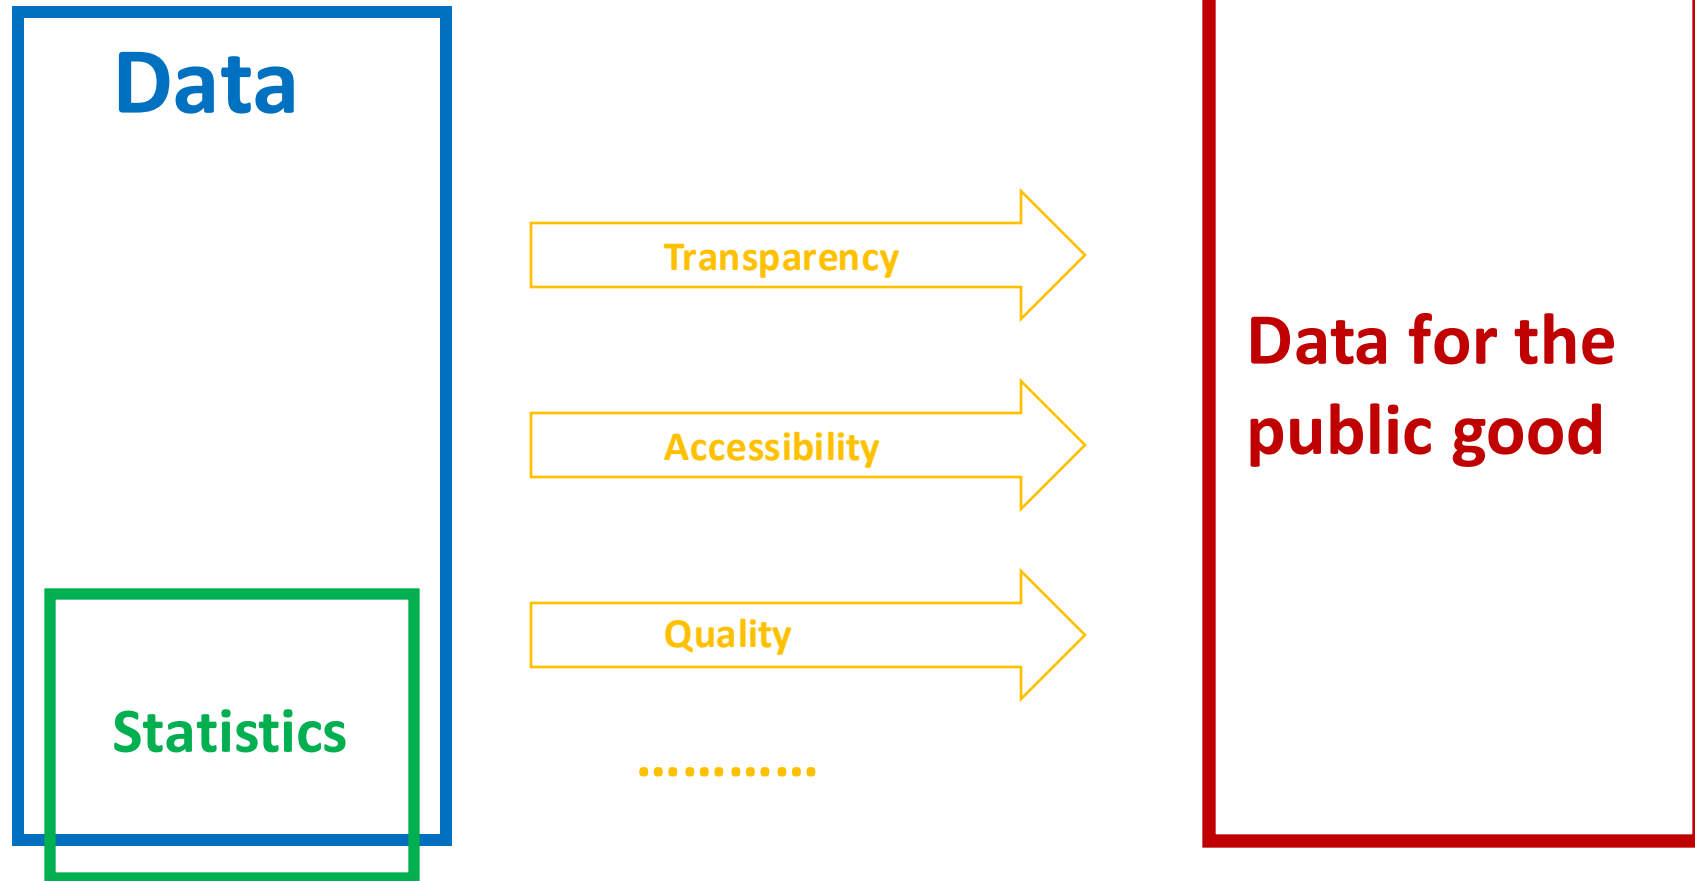 Data
Transparency
Accessibility
Quality
…………
Statistics
Data for the
public good